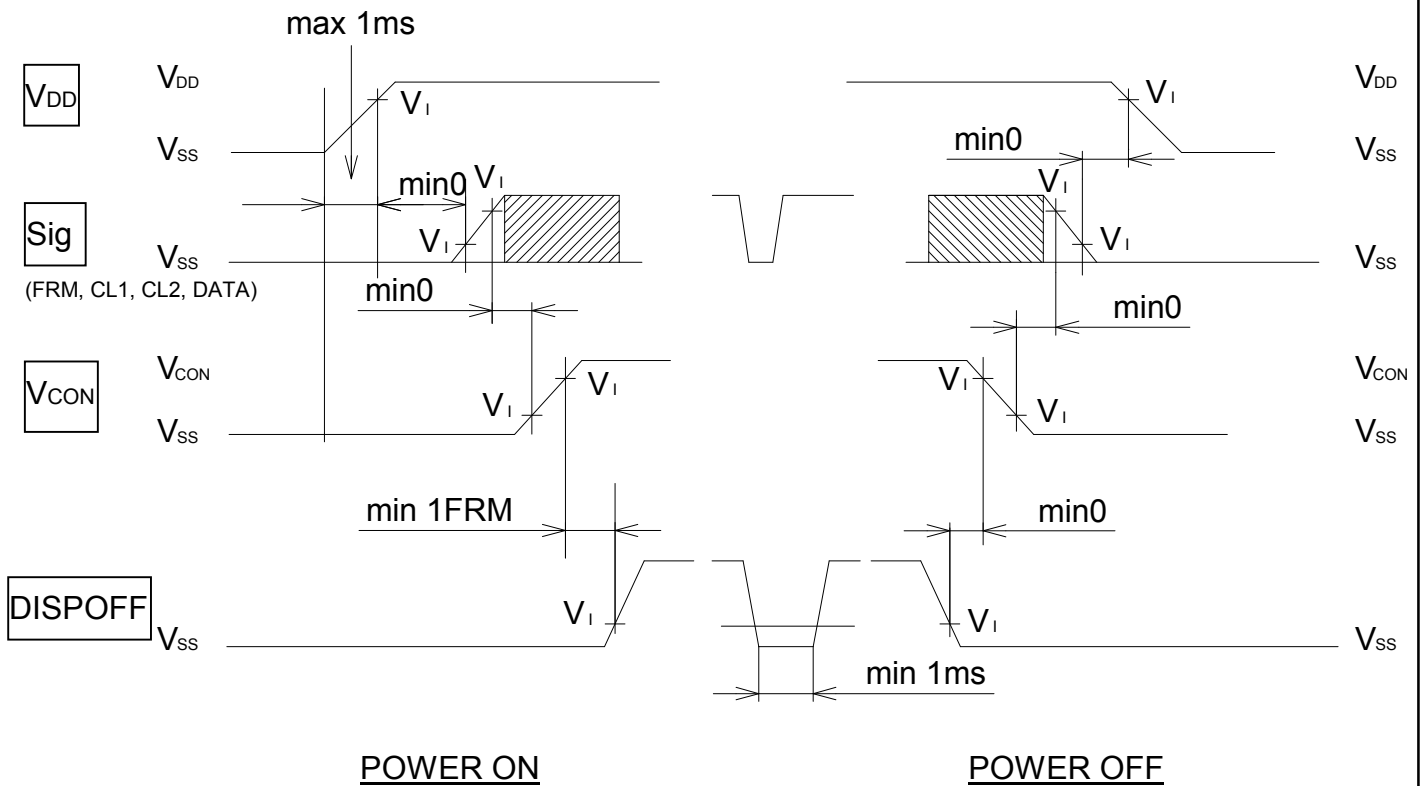 max 1ms
VDD VDD VI VI VDD
VSS min0 VSS
min0 VI VI
Sig VI VI
VSS VSS
(FRM, CL1, CL2, DATA)
min0 min0
VCON VCON VI VI VCON
VI VI
VSS VSS
min 1FRM min0
DISPOFF VI VI
VSS VSS
min 1ms
POWER ON POWER OFF